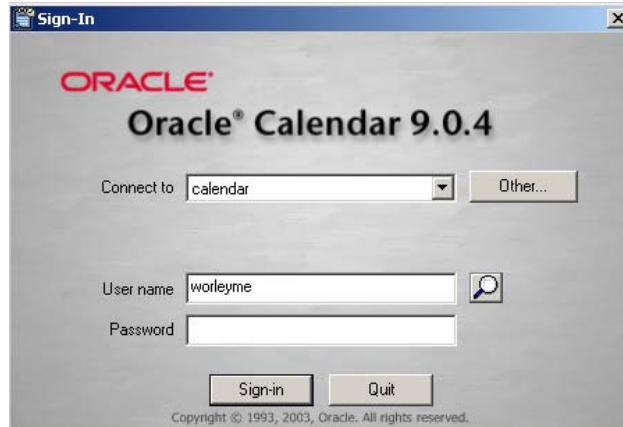 Sign-In
ORACLE®
Oracle® Calendar 9.0.4
Connect to calendar Other...
User name worleyme
Password
Sign-in Quit
Copyright © 1993, 2003, Oracle. All rights reserved.